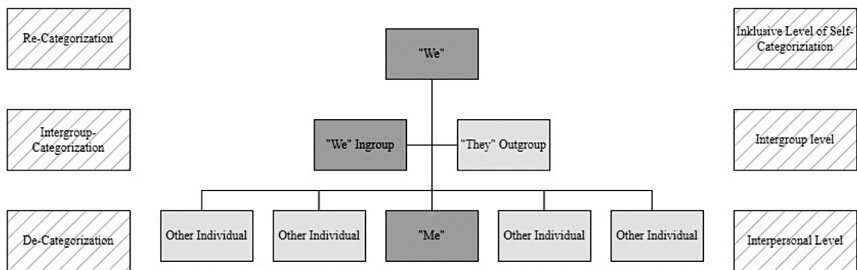 Re-Categorization
"We"
Inklusive Level of Self-
Categoriziation
Intergroup-
Categorization
"We" Ingroup
"They" Outgroup
Intergroup level
De-Categorization
Other Individual
Other Individual
"Me"
Other Individual
Other Individual
Interpersonal Level